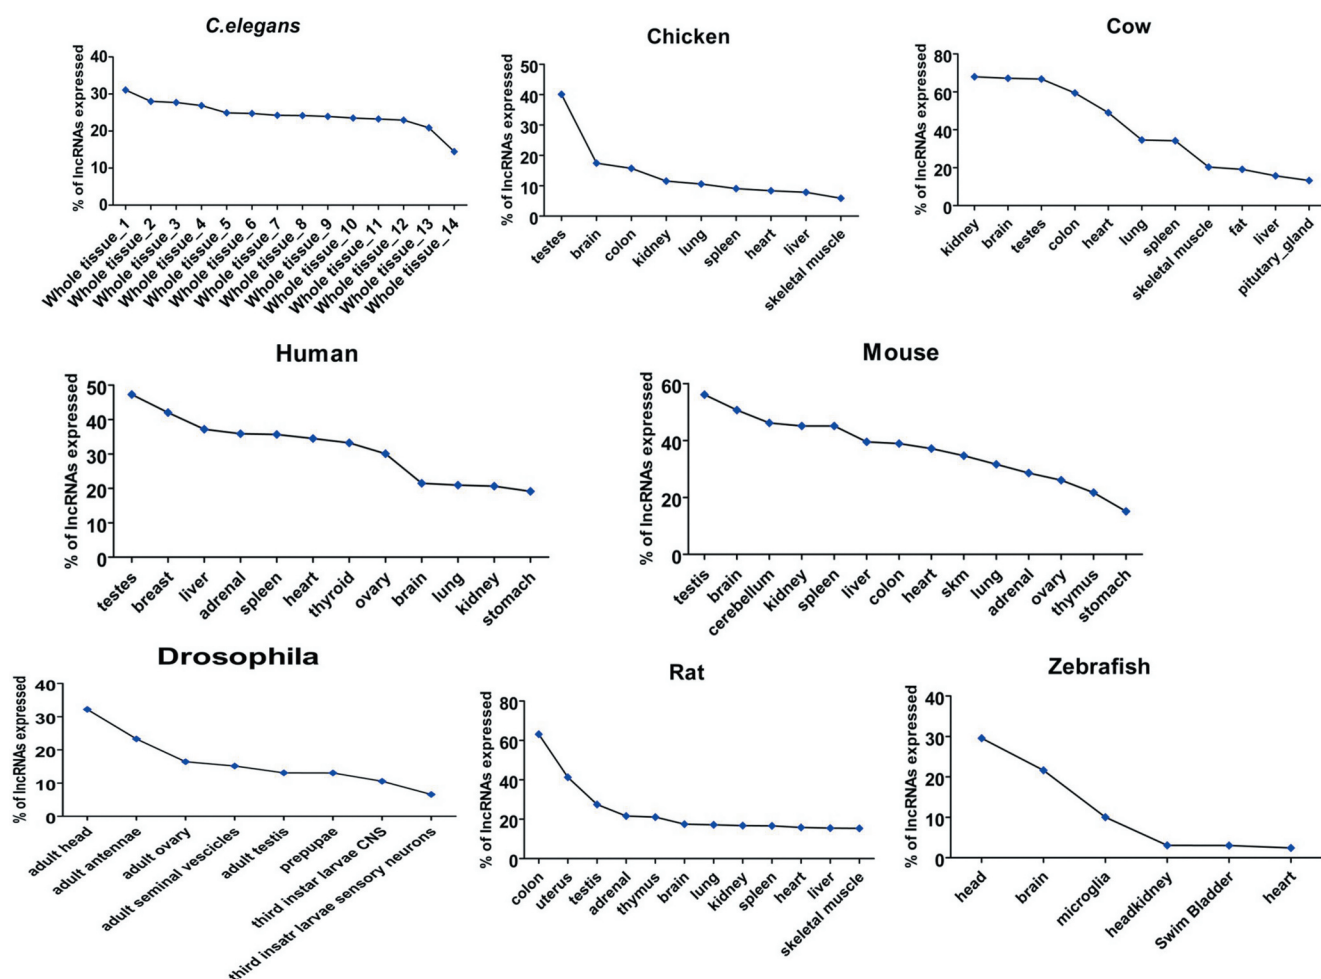 C.elegans
% of lncRNAs expressed
40
30
20
10
0
Whole tissue_1
Whole tissue_2
Whole tissue_3
Whole tissue_4
Whole tissue_5
Whole tissue_6
Whole tissue_7
Whole tissue_8
Whole tissue_9
Whole tissue_10
Whole tissue_11
Whole tissue_12
Whole tissue_13
Whole tissue_14
Chicken
% of lncRNAs expressed
50
40
30
20
10
0
testes
brain
colon
kidney
lung
spleen
heart
liver
skeletal muscle
Cow
% of lncRNAs expressed
80
60
40
20
0
kidney
brain
testes
colon
heart
lung
spleen
skeletal muscle
fat
liver
pitutary_gland
Human
% of lncRNAs expressed
50
40
30
20
10
0
testes
breast
liver
adrenal
spleen
heart
thyroid
ovary
brain
lung
kidney
stomach
Mouse
% of lncRNAs expressed
60
40
20
0
testis
brain
cerebellum
kidney
spleen
liver
colon
heart
skm
lung
adrenal
ovary
thymus
stomach
Drosophila
% of lncRNAs expressed
40
30
20
10
0
adult head
adult antennae
adult ovary
adult seminal vescicles
adult testis
prepupae
third instar larvae CNS
third insatr larvae sensory neurons
Rat
% of lncRNAs expressed
80
60
40
20
0
colon
uterus
testis
adrenal
thymus
brain
lung
kidney
spleen
heart
liver
skeletal muscle
Zebrafish
% of lncRNAs expressed
40
30
20
10
0
head
brain
microglia
headkidney
Swim Bladder
heart